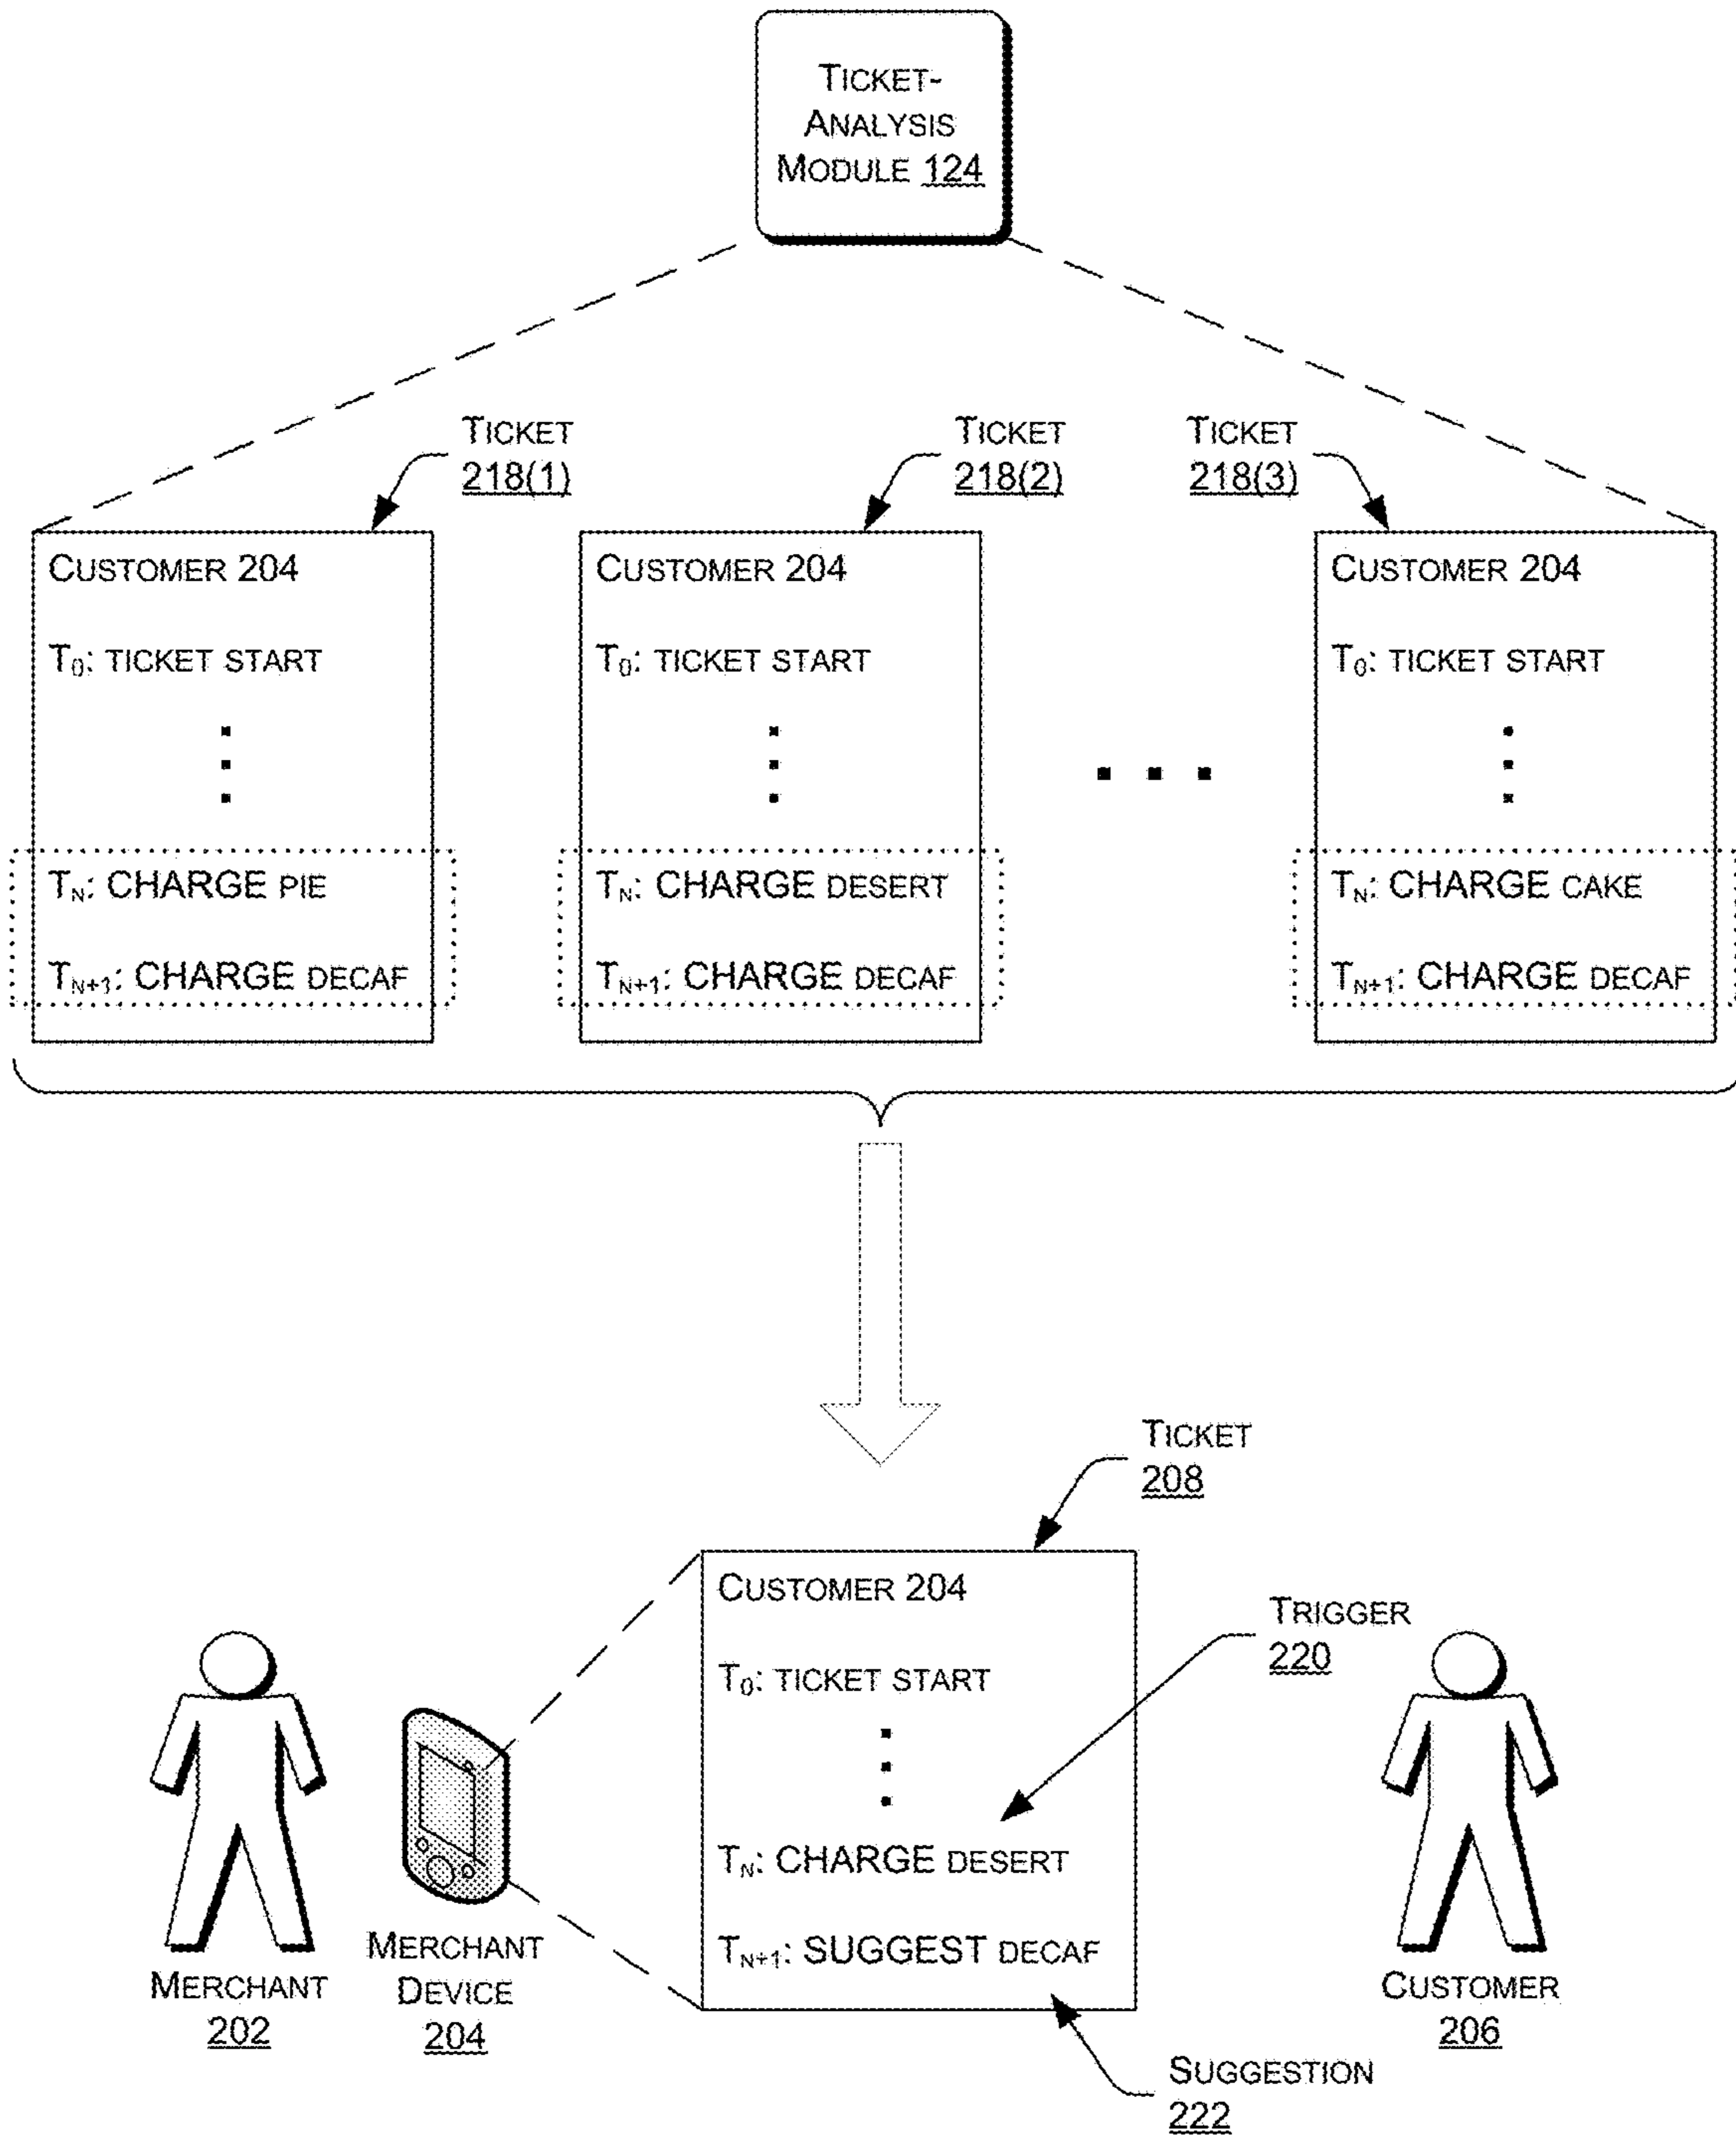 TICKET-
ANALYSIS
MODULE 124
TICKET
218(1)
TICKET
218(2)
TICKET
218(3)
CUSTOMER 204
T0: TICKET START
TN: CHARGE PIE
TN+1: CHARGE DECAF
CUSTOMER 204
T0: TICKET START
TN: CHARGE DESERT
TN+1: CHARGE DECAF
CUSTOMER 204
T0: TICKET START
TN: CHARGE CAKE
TN+1: CHARGE DECAF
TICKET
208
CUSTOMER 204
T0: TICKET START
TN: CHARGE DESERT
TN+1: SUGGEST DECAF
TRIGGER
220
MERCHANT
202
MERCHANT
DEVICE
204
CUSTOMER
206
SUGGESTION
222